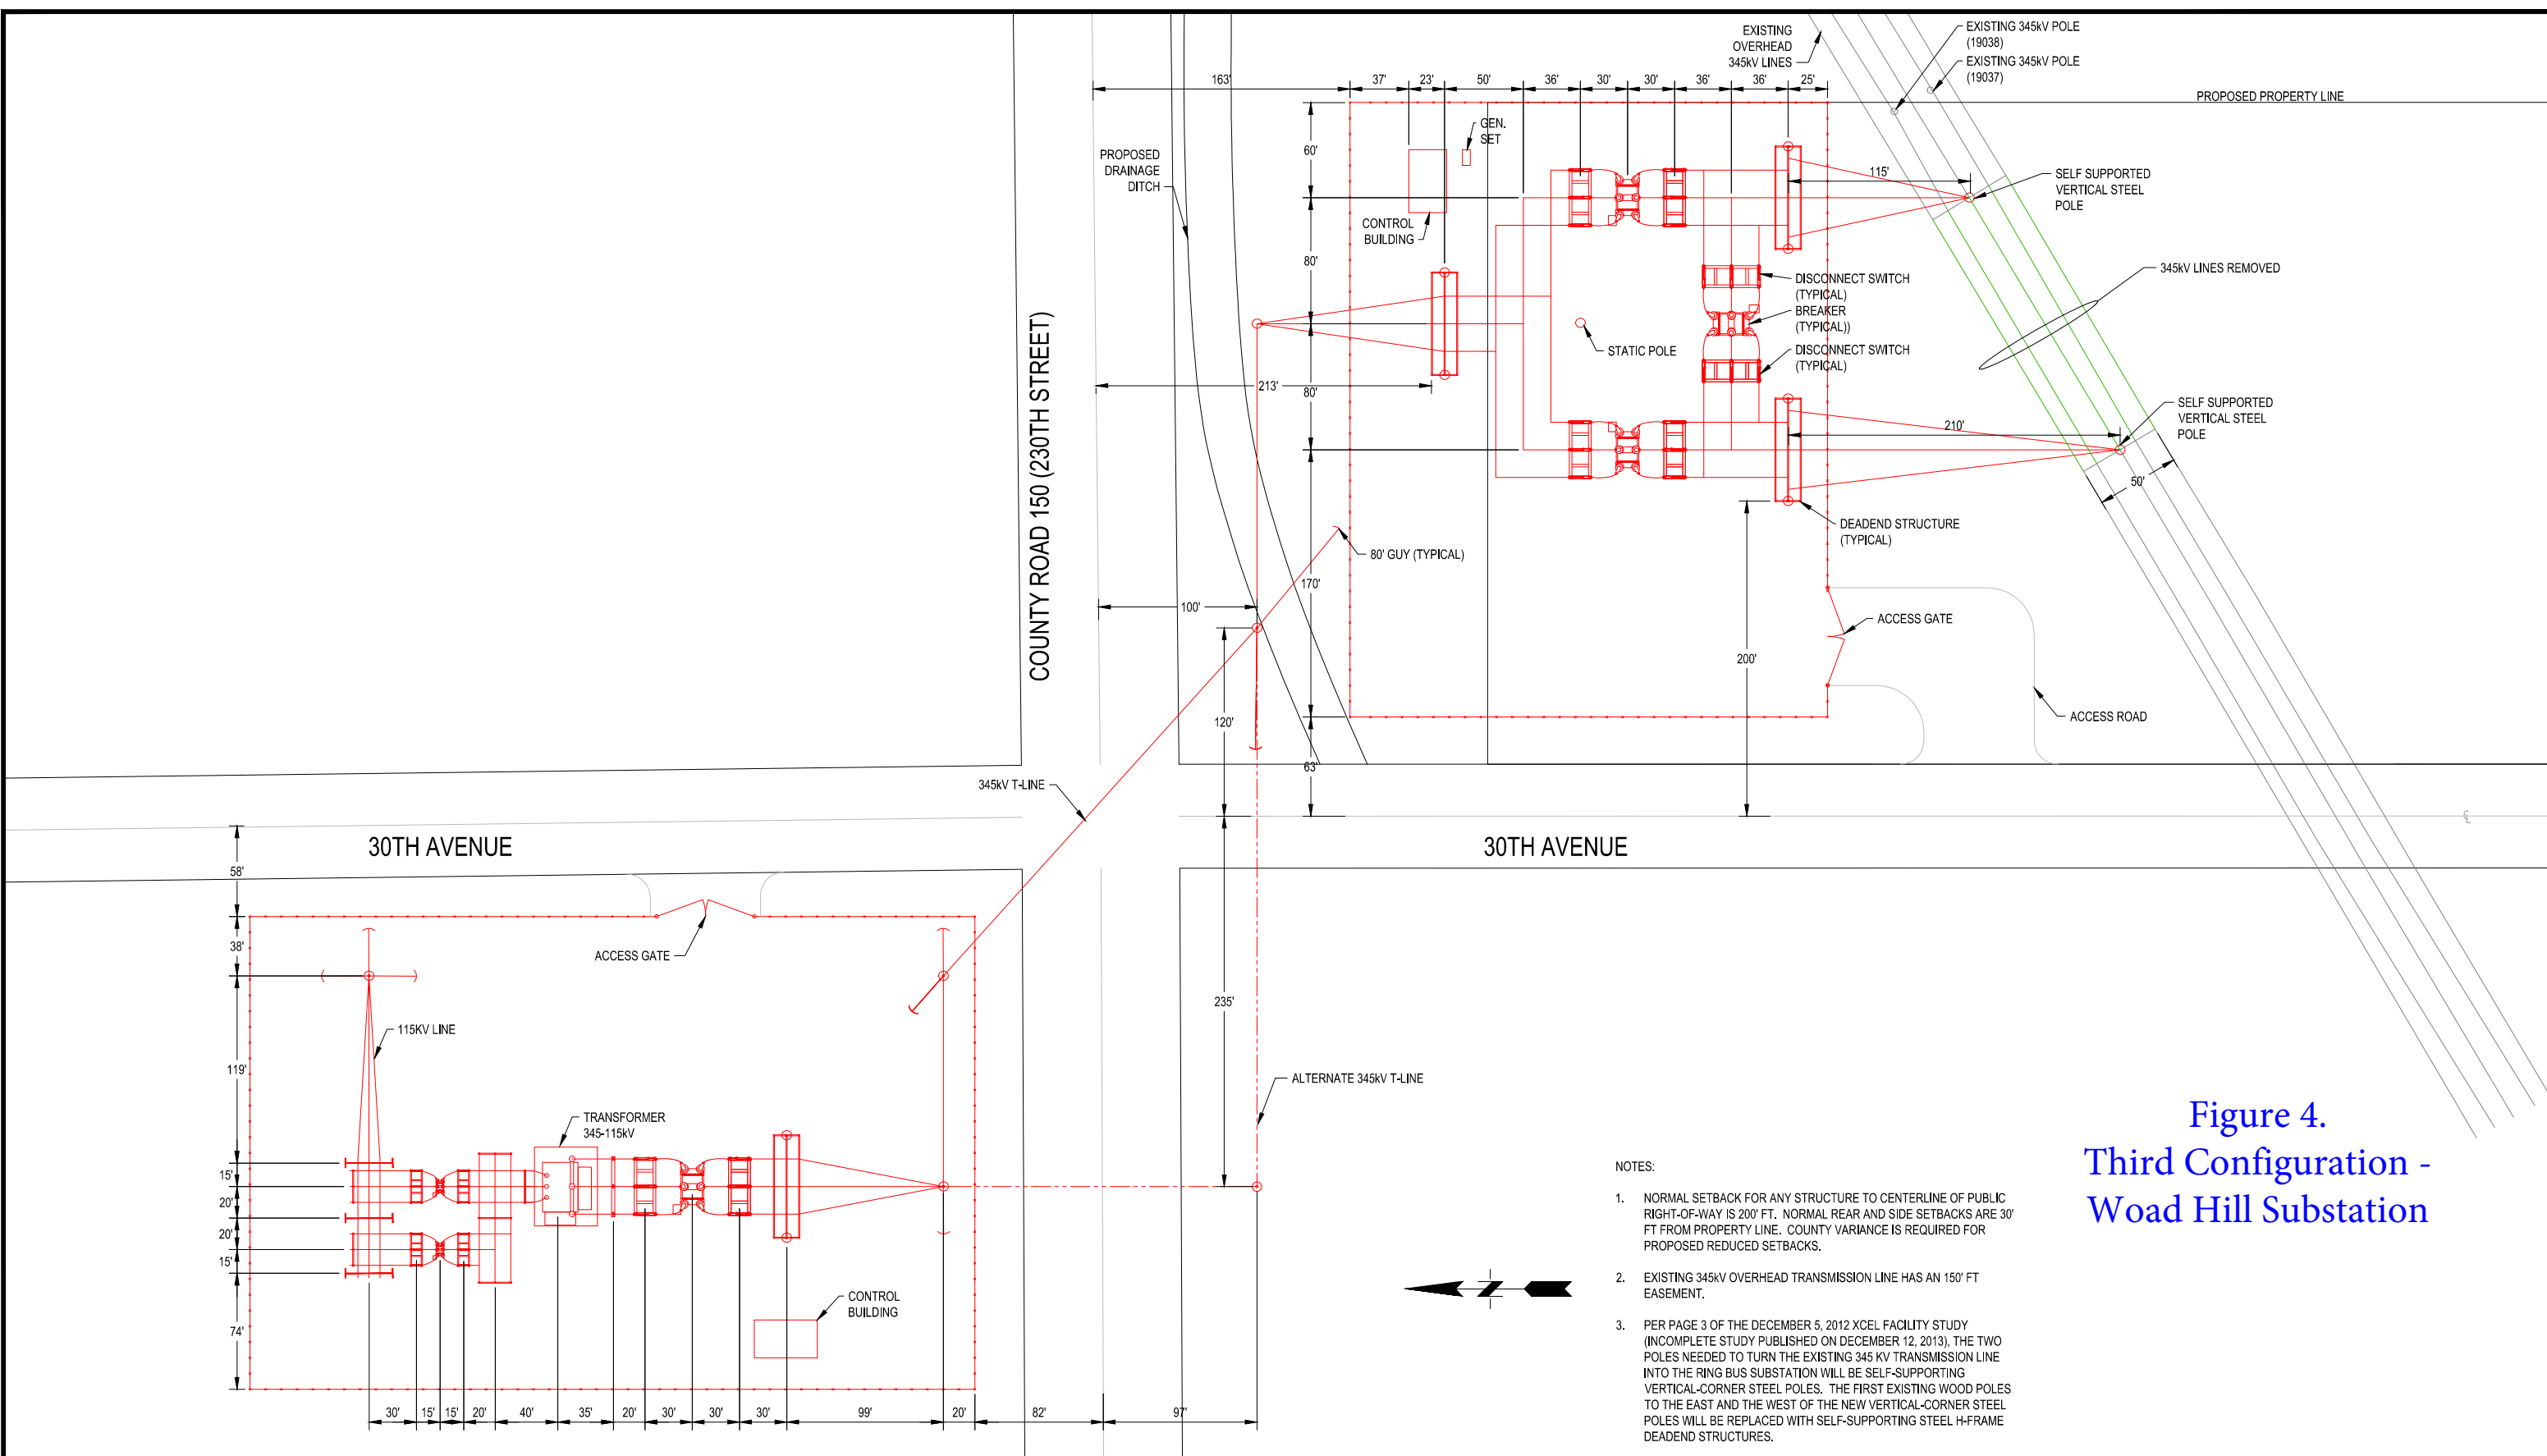 EXISTING
OVERHEAD
345kV LINES
EXISTING 345kV POLE
(19038)
EXISTING 345kV POLE
(19037)
163'
37'
23'
50'
36'
30'
30'
36'
36'
25'
PROPOSED PROPERTY LINE
PROPOSED
DRAINAGE
DITCH
60'
GEN.
SET
CONTROL
BUILDING
115'
SELF SUPPORTED
VERTICAL STEEL
POLE
80'
DISCONNECT SWITCH
(TYPICAL)
BREAKER
(TYPICAL))
DISCONNECT SWITCH
(TYPICAL)
345kV LINES REMOVED
STATIC POLE
COUNTY ROAD 150 (230TH STREET)
213'
80'
210'
SELF SUPPORTED
VERTICAL STEEL
POLE
50'
DEADEND STRUCTURE
(TYPICAL)
80' GUY (TYPICAL)
170'
100'
ACCESS GATE
200'
120'
ACCESS ROAD
63'
345kV T-LINE
30TH AVENUE
30TH AVENUE
58'
38'
ACCESS GATE
235'
115KV LINE
119'
ALTERNATE 345kV T-LINE
TRANSFORMER
345-115kV
15'
20'
20'
15'
74'
CONTROL
BUILDING
30'
15'
15'
20'
40'
35'
20'
30'
30'
30'
99'
20'
82'
97'
NOTES:
1. NORMAL SETBACK FOR ANY STRUCTURE TO CENTERLINE OF PUBLIC
RIGHT-OF-WAY IS 200' FT. NORMAL REAR AND SIDE SETBACKS ARE 30'
FT FROM PROPERTY LINE. COUNTY VARIANCE IS REQUIRED FOR
PROPOSED REDUCED SETBACKS.
2. EXISTING 345kV OVERHEAD TRANSMISSION LINE HAS AN 150' FT
EASEMENT.
3. PER PAGE 3 OF THE DECEMBER 5, 2012 XCEL FACILITY STUDY
(INCOMPLETE STUDY PUBLISHED ON DECEMBER 12, 2013), THE TWO
POLES NEEDED TO TURN THE EXISTING 345 KV TRANSMISSION LINE
INTO THE RING BUS SUBSTATION WILL BE SELF-SUPPORTING
VERTICAL-CORNER STEEL POLES. THE FIRST EXISTING WOOD POLES
TO THE EAST AND THE WEST OF THE NEW VERTICAL-CORNER STEEL
POLES WILL BE REPLACED WITH SELF-SUPPORTING STEEL H-FRAME
DEADEND STRUCTURES.
Figure 4.
Third Configuration -
Woad Hill Substation